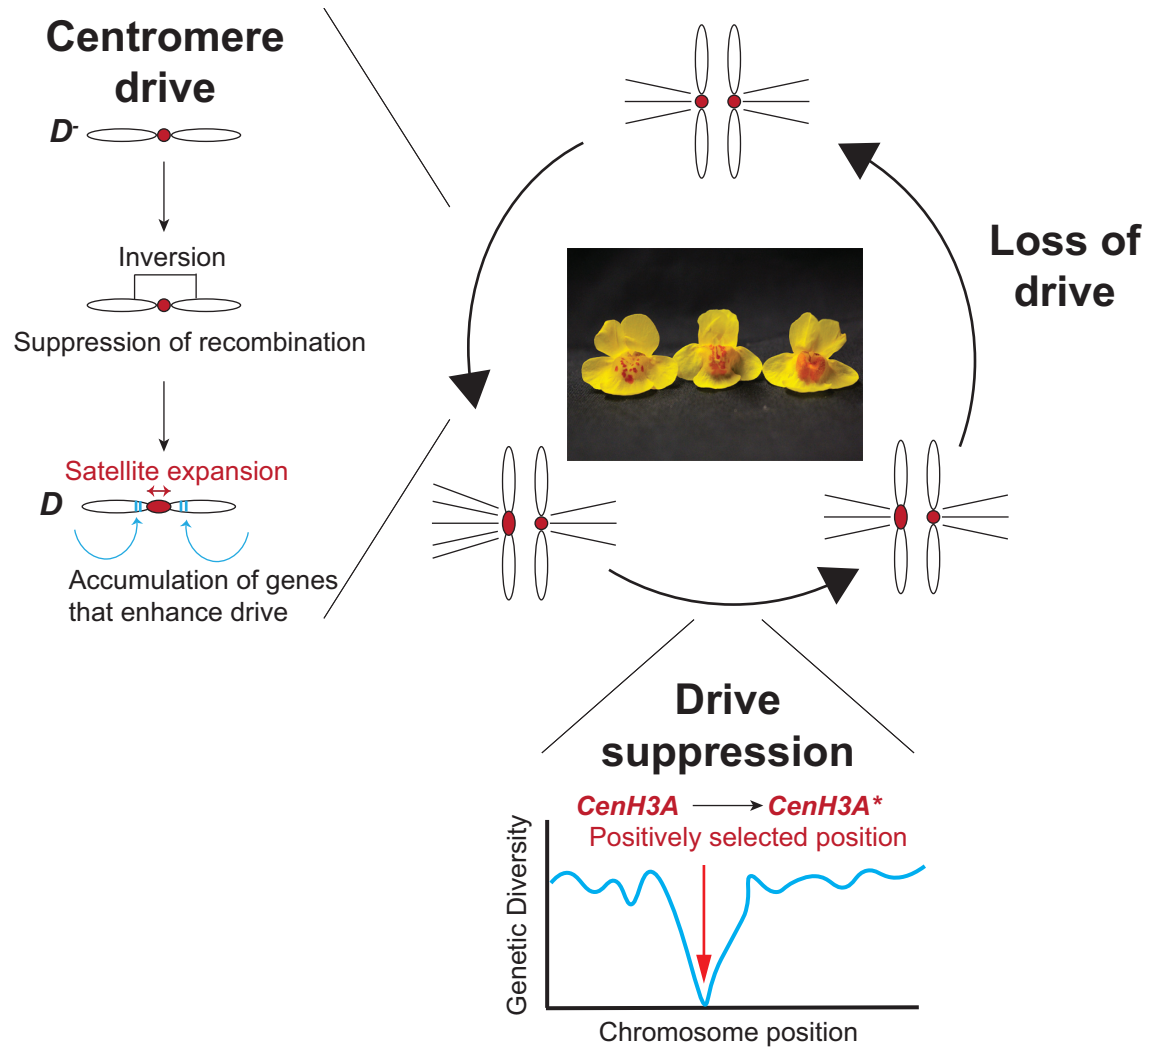 Centromere
drive
D-
Inversion
Suppression of recombination
Satellite expansion
D
Accumulation of genes
that enhance drive
Loss of
drive
Drive
suppression
CenH3A
CenH3A*
Positively selected position
Genetic Diversity
Chromosome position